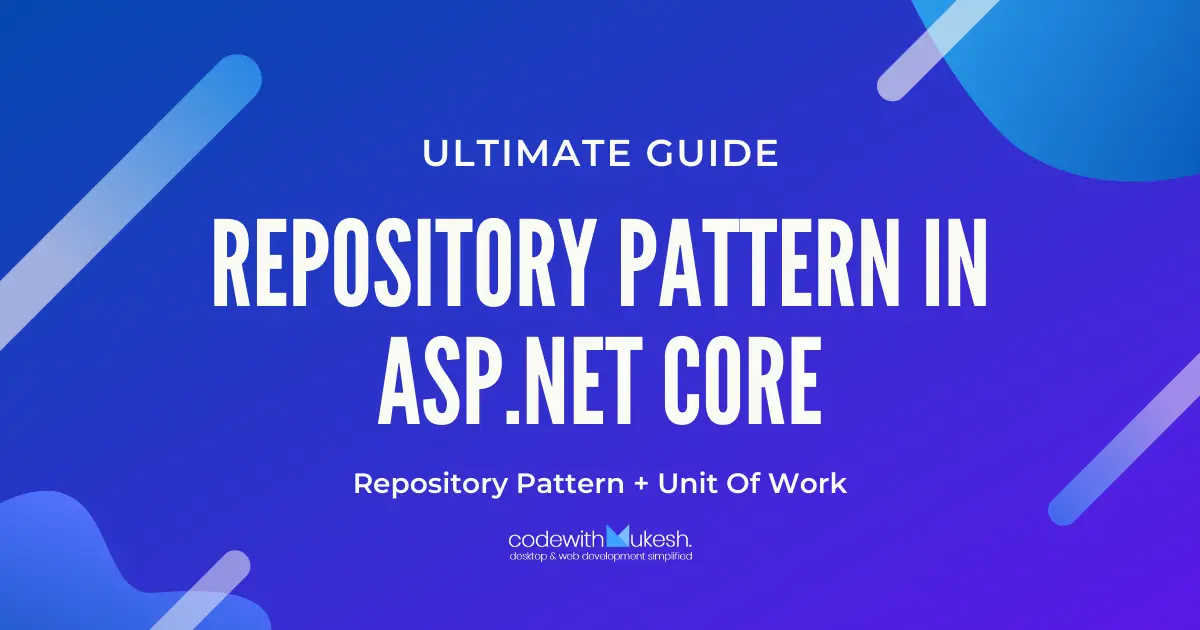 ULTIMATE GUIDE
REPOSITORY PATTERN IN
ASP.NET CORE
Repository Pattern + Unit Of Work
codewithMukesh.
desktop & web development simplified